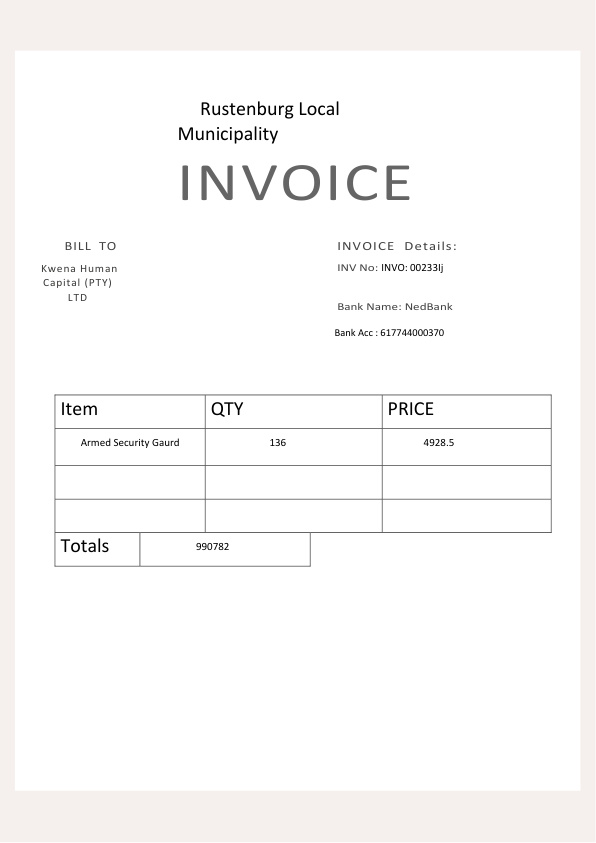 Rustenburg Local
Municipality
INVOICE
BILL TO
Kwena Human
Capital (PTY)
LTD
INVOICE Details:
INV No: INVO: 00233Ij
Bank Name: NedBank
Bank Acc : 617744000370
Item QTY PRICE
Armed Security Gaurd 136 4928.5
Totals 990782